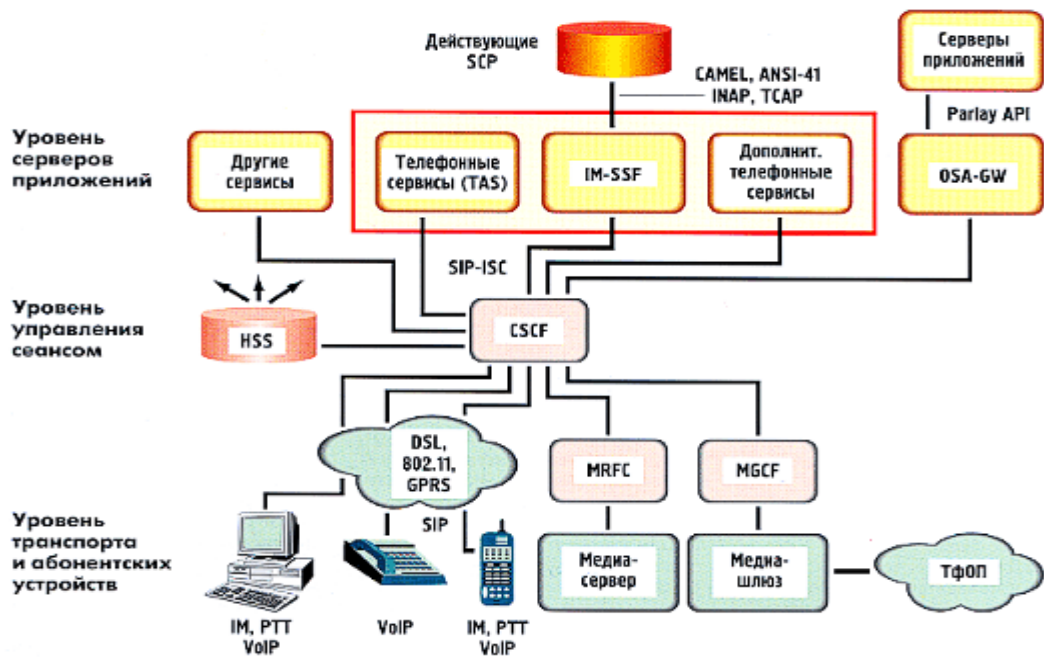 Действующие
SCP
Серверы
приложений
CAMEL, ANSI-41
INAP, TCAP
Parlay API
Уровень
серверов
приложений
Другие
сервисы
Телефонные
сервисы (TAS)
IM-SSF
Дополнит.
телефонные
сервисы
OSA-GW
SIP-ISC
Уровень
управления
сеансом
HSS
CSCF
DSL,
802.11,
GPRS
MRFC
MGCF
SIP
Уровень
транспорта
и абонентских
устройств
Медиа-
сервер
Медиа-
шлюз
ТфОП
IM, PTT
VoIP
VoIP
IM, PTT
VoIP